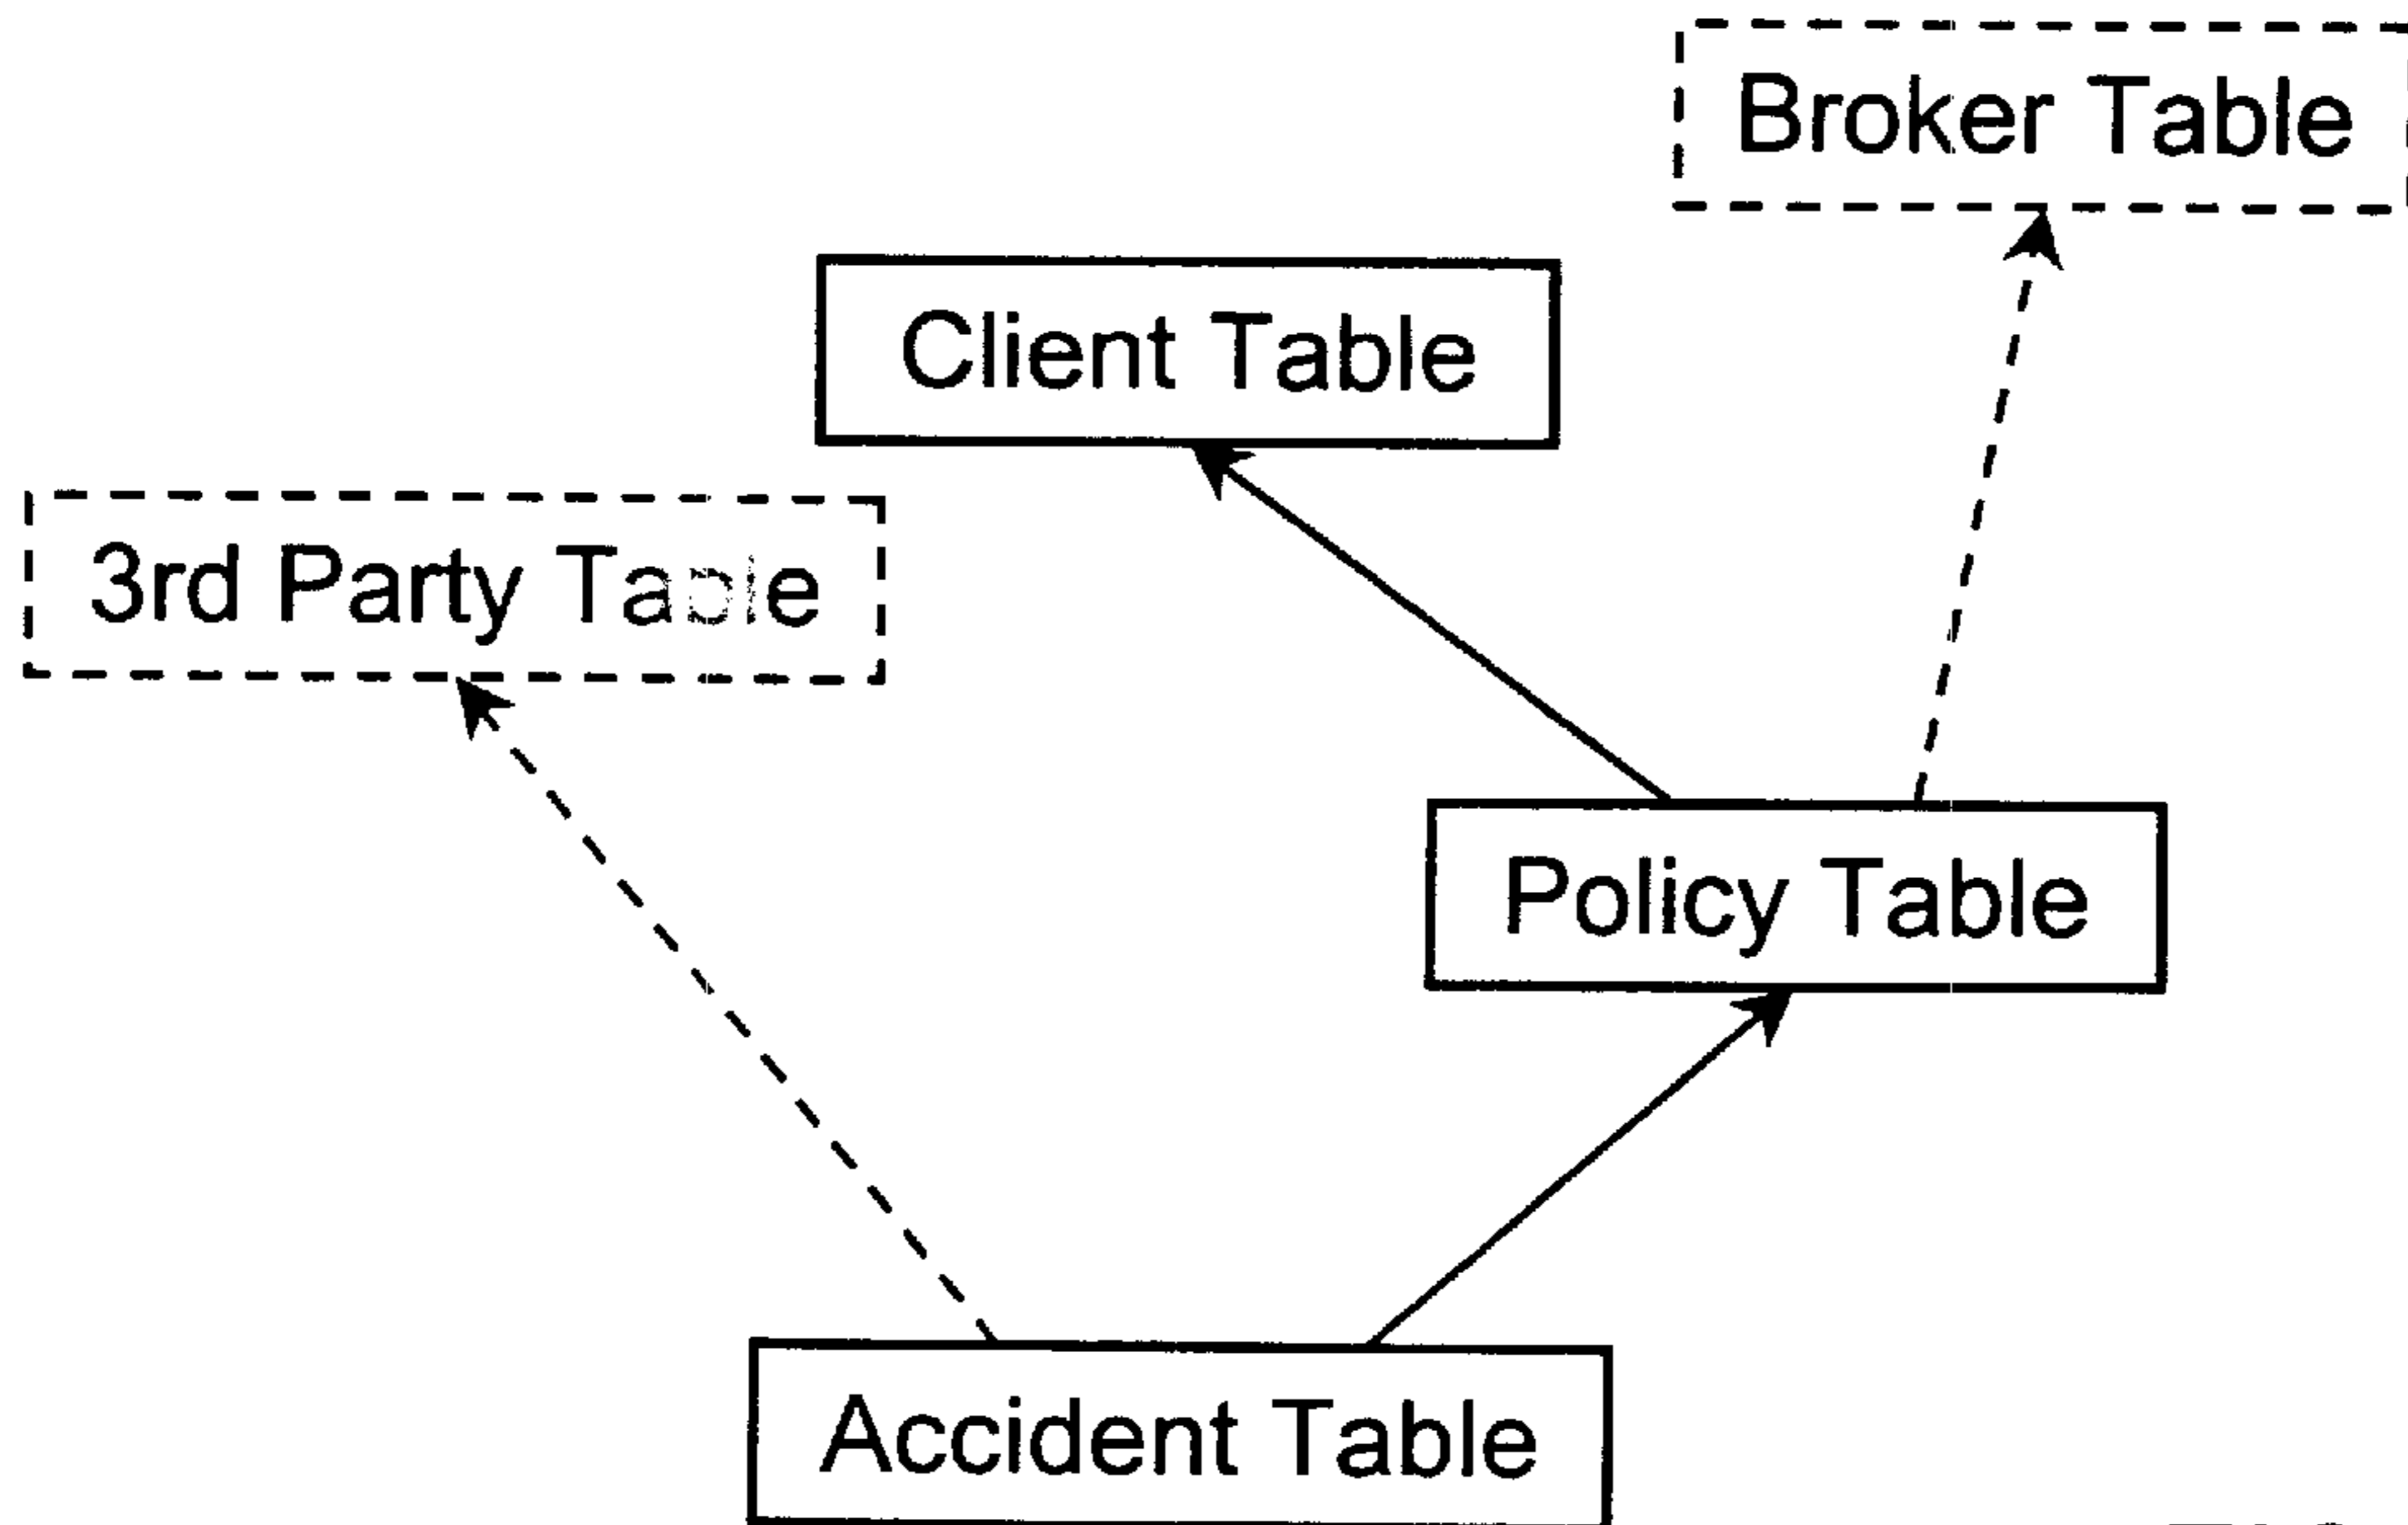 Broker Table
Client Table
3rd Party Table
Policy Table
Accident Table